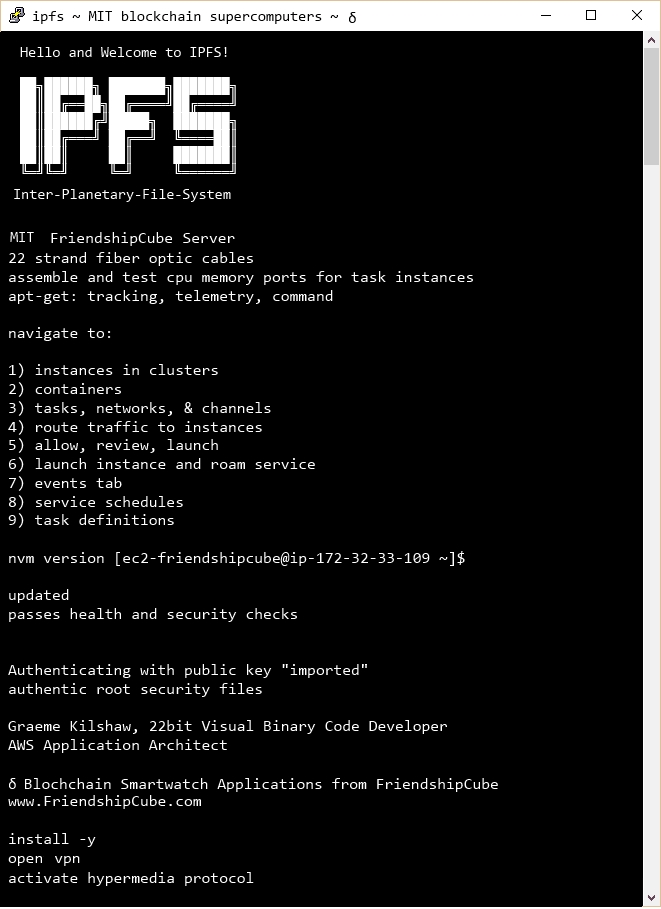 ipfs ~ MIT blockchain supercomputers ~ δ
Hello and Welcome to IPFS!
IPFS
Inter-Planetary-File-System
MIT FriendshipCube Server
22 strand fiber optic cables
assemble and test cpu memory ports for task instances
apt-get: tracking, telemetry, command
navigate to:
1) instances in clusters
2) containers
3) tasks, networks, & channels
4) route traffic to instances
5) allow, review, launch
6) launch instance and roam service
7) events tab
8) service schedules
9) task definitions
nvm version [ec2-friendshipcube@ip-172-32-33-109 ~]$
updated
passes health and security checks
Authenticating with public key "imported"
authentic root security files
Graeme Kilshaw, 22bit Visual Binary Code Developer
AWS Application Architect
δ Blochchain Smartwatch Applications from FriendshipCube
www.FriendshipCube.com
install -y
open vpn
activate hypermedia protocol